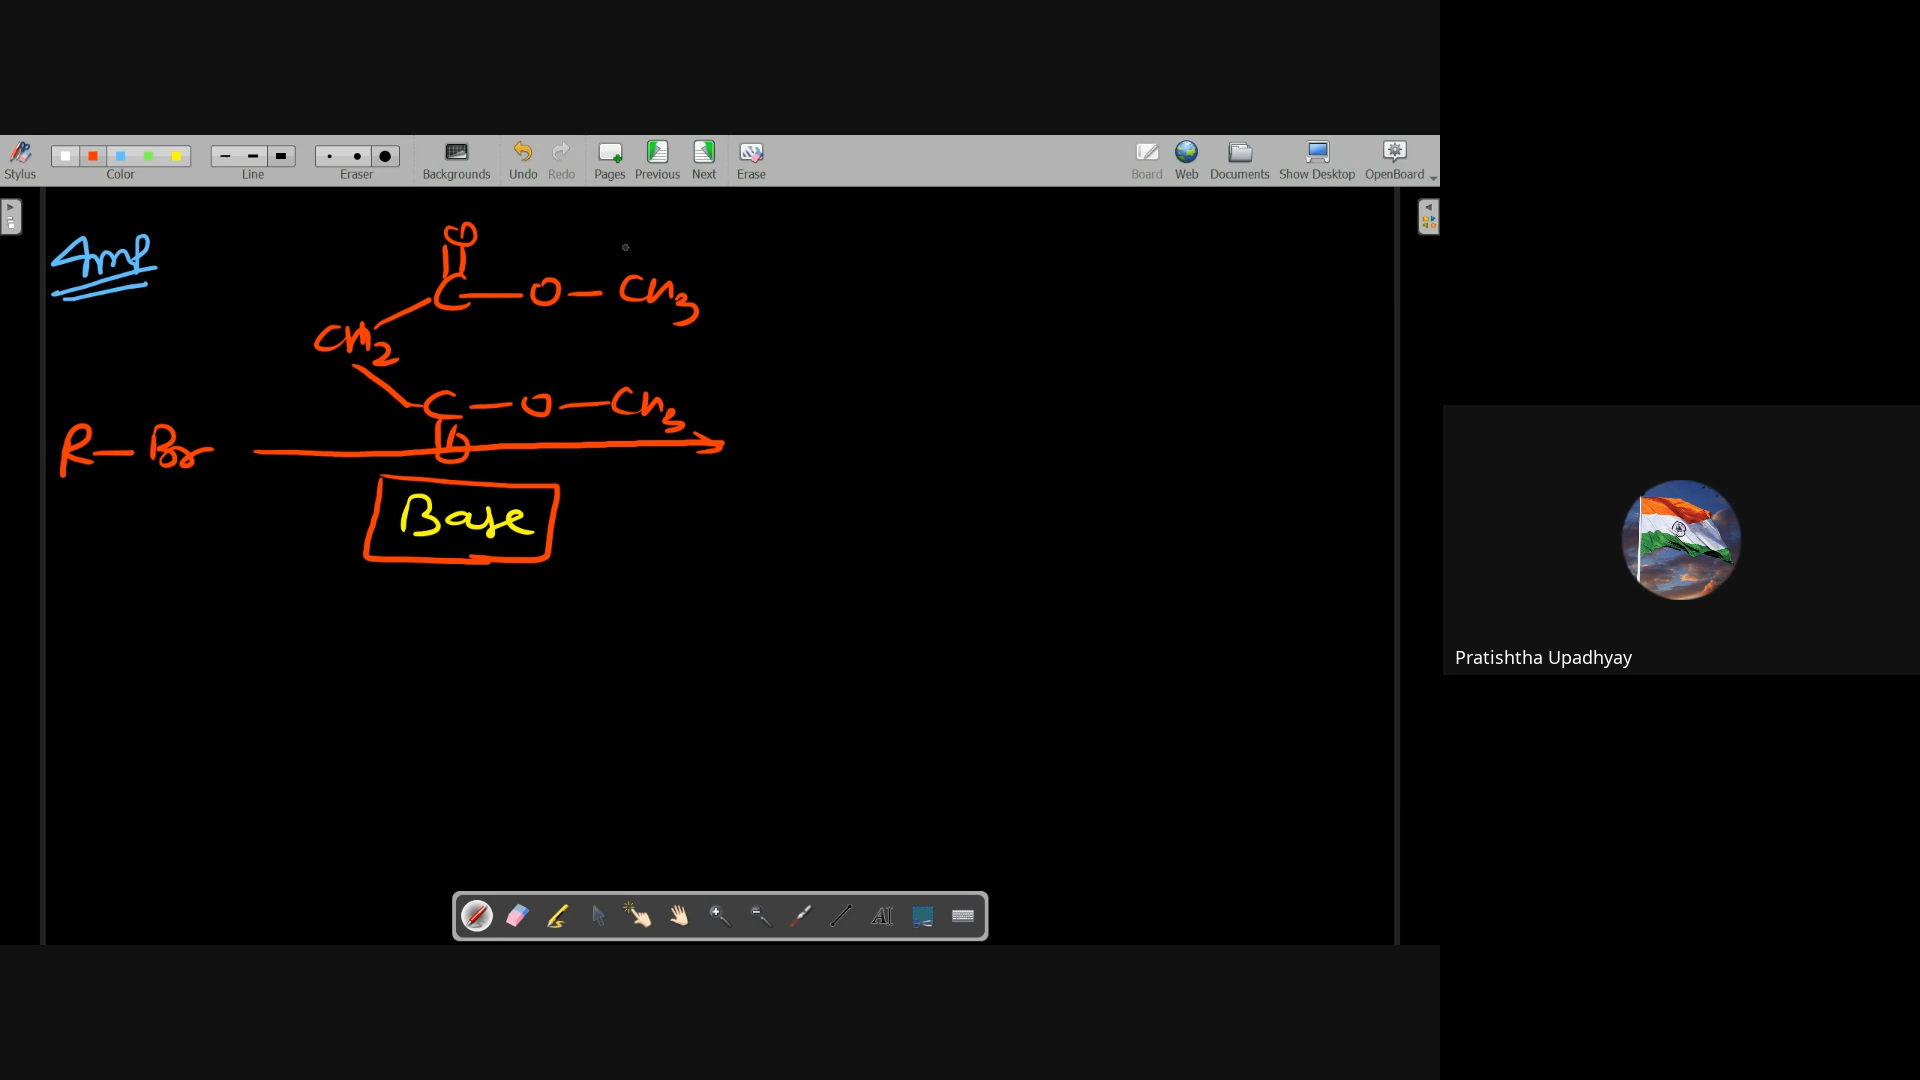 Stylus Color Line Eraser Backgrounds Undo Redo Pages Previous Next Erase Board Web Documents Show Desktop OpenBoard
Imp
O
C — O — CH3
CH2
C — O — CH3
O
R — Br
Base
Pratishtha Upadhyay